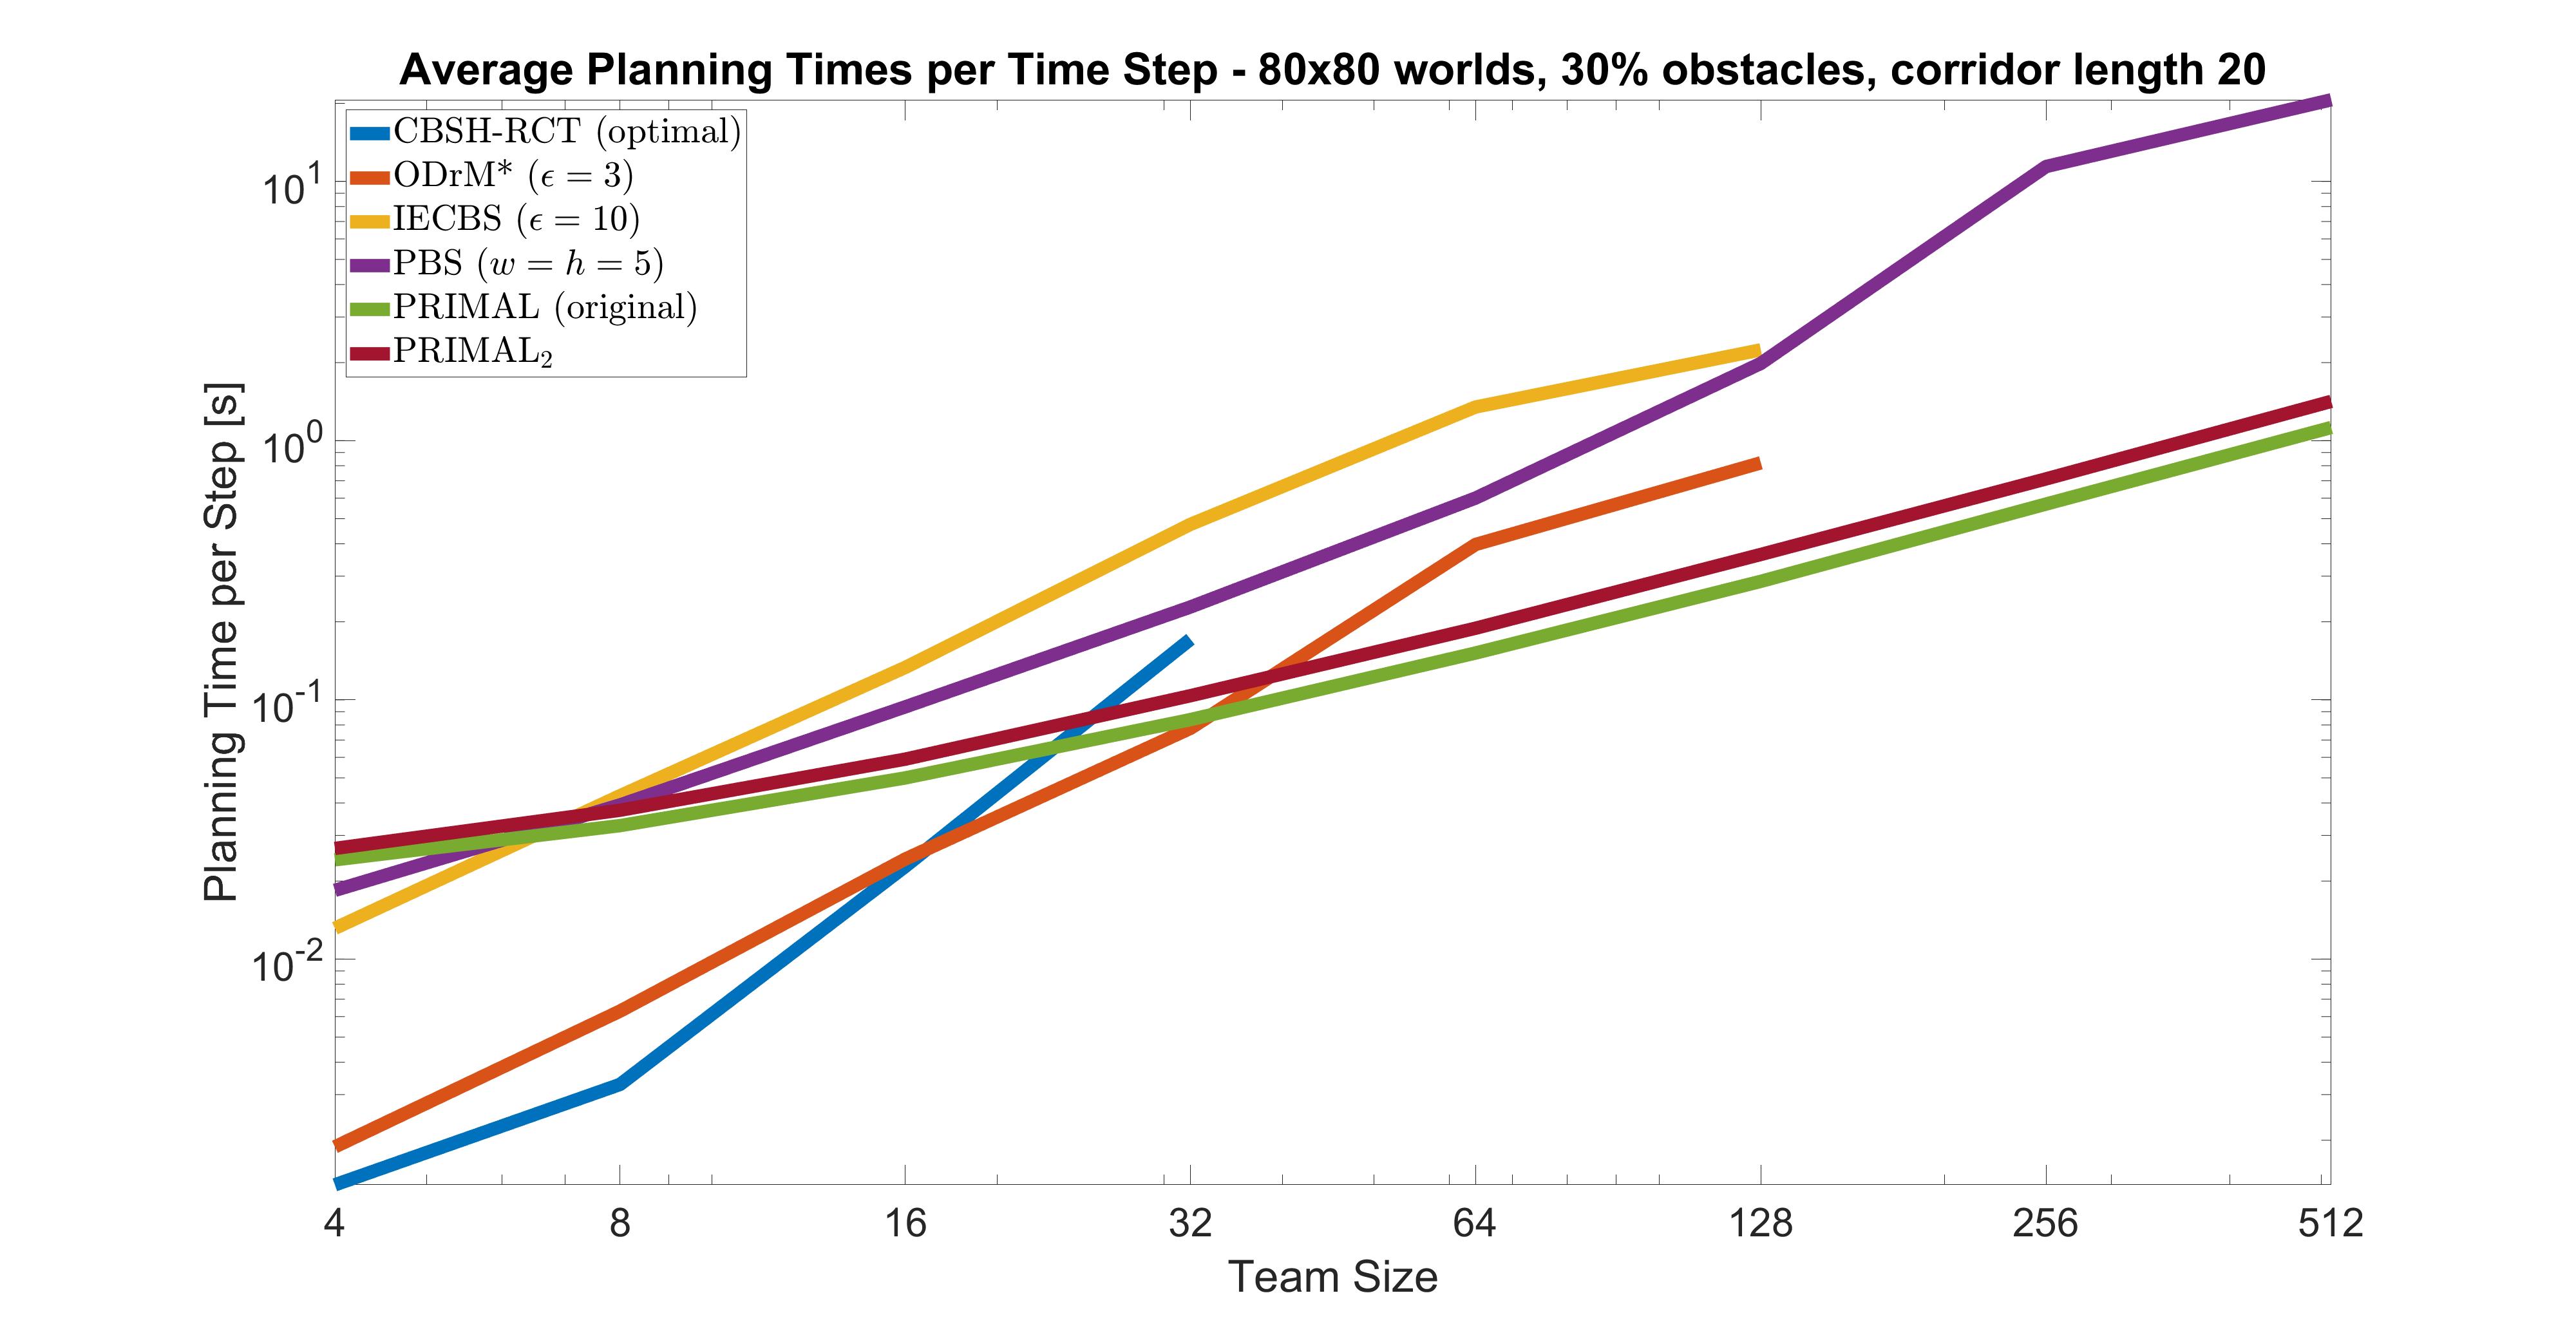 Average Planning Times per Time Step - 80x80 worlds, 30% obstacles, corridor length 20
CBSH-RCT (optimal)
ODrM* (ϵ = 3)
IECBS (ϵ = 10)
PBS (w = h = 5)
PRIMAL (original)
PRIMAL₂
Planning Time per Step [s]
10¹
10⁰
10⁻¹
10⁻²
4 8 16 32 64 128 256 512
Team Size